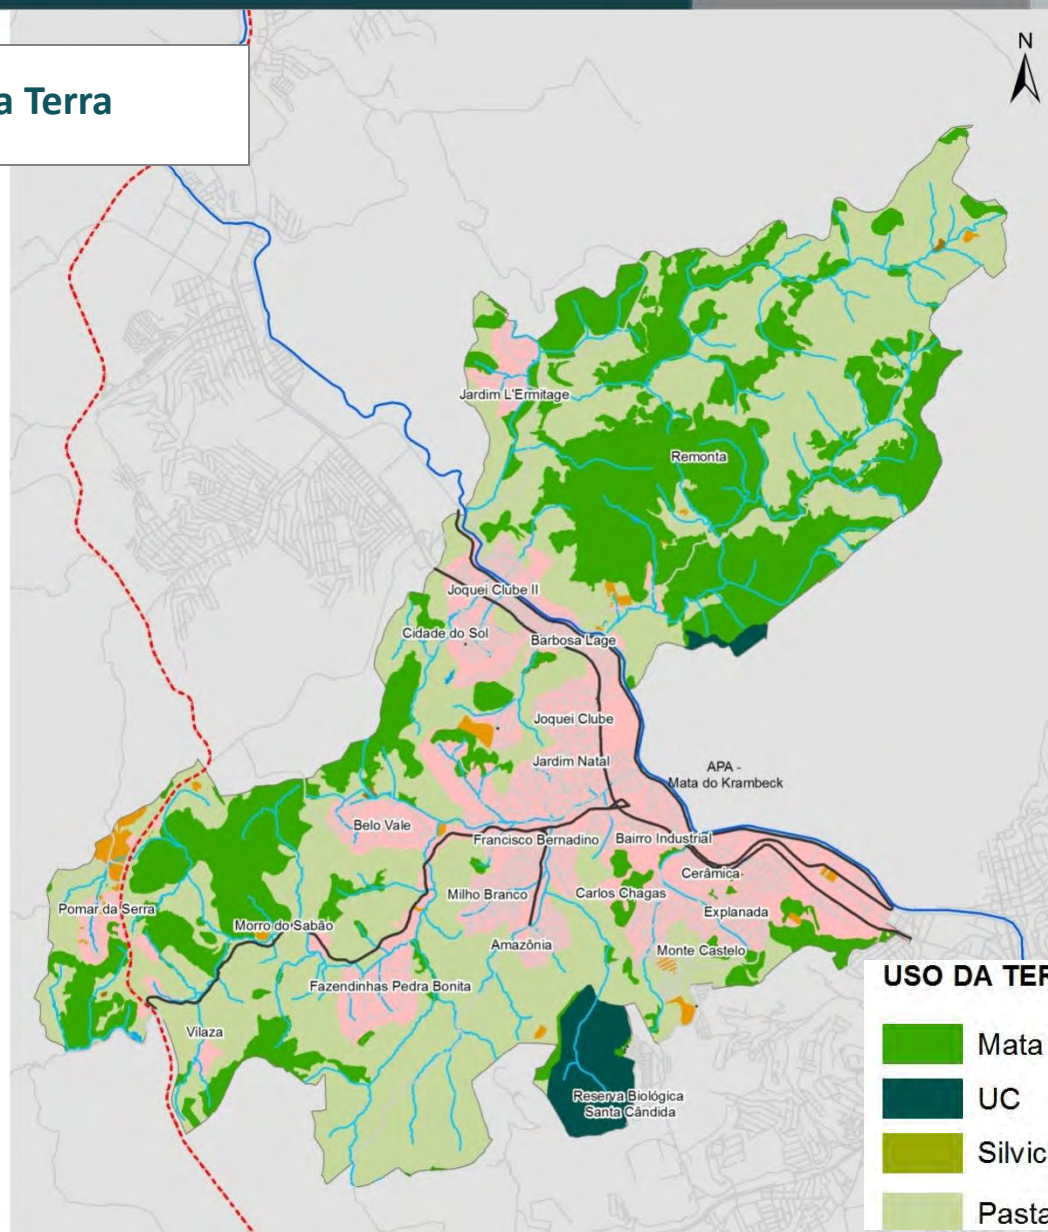 a Terra
N
Jardim L'Ermitage
Remonta
Joquei Clube II
Cidade do Sol
Barbosa Lage
Joquei Clube
Jardim Natal
APA -
Mata do Krambeck
Belo Vale
Francisco Bernadino
Bairro Industrial
Cerâmica
Milho Branco
Carlos Chagas
Pomar da Serra
Explanada
Morro do Sabão
Amazônia
Monte Castelo
Fazendinhas Pedra Bonita
Vilaza
Reserva Biológica
Santa Cândida
USO DA TER
Mata
UC
Silvic
Pasta